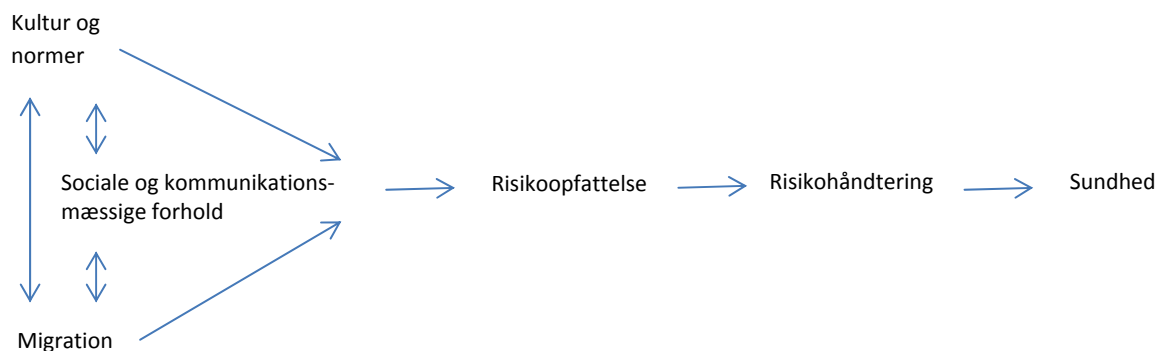 Kultur og
normer
Sociale og kommunikations-
mæssige forhold
Risikoopfattelse
Risikohåndtering
Sundhed
Migration